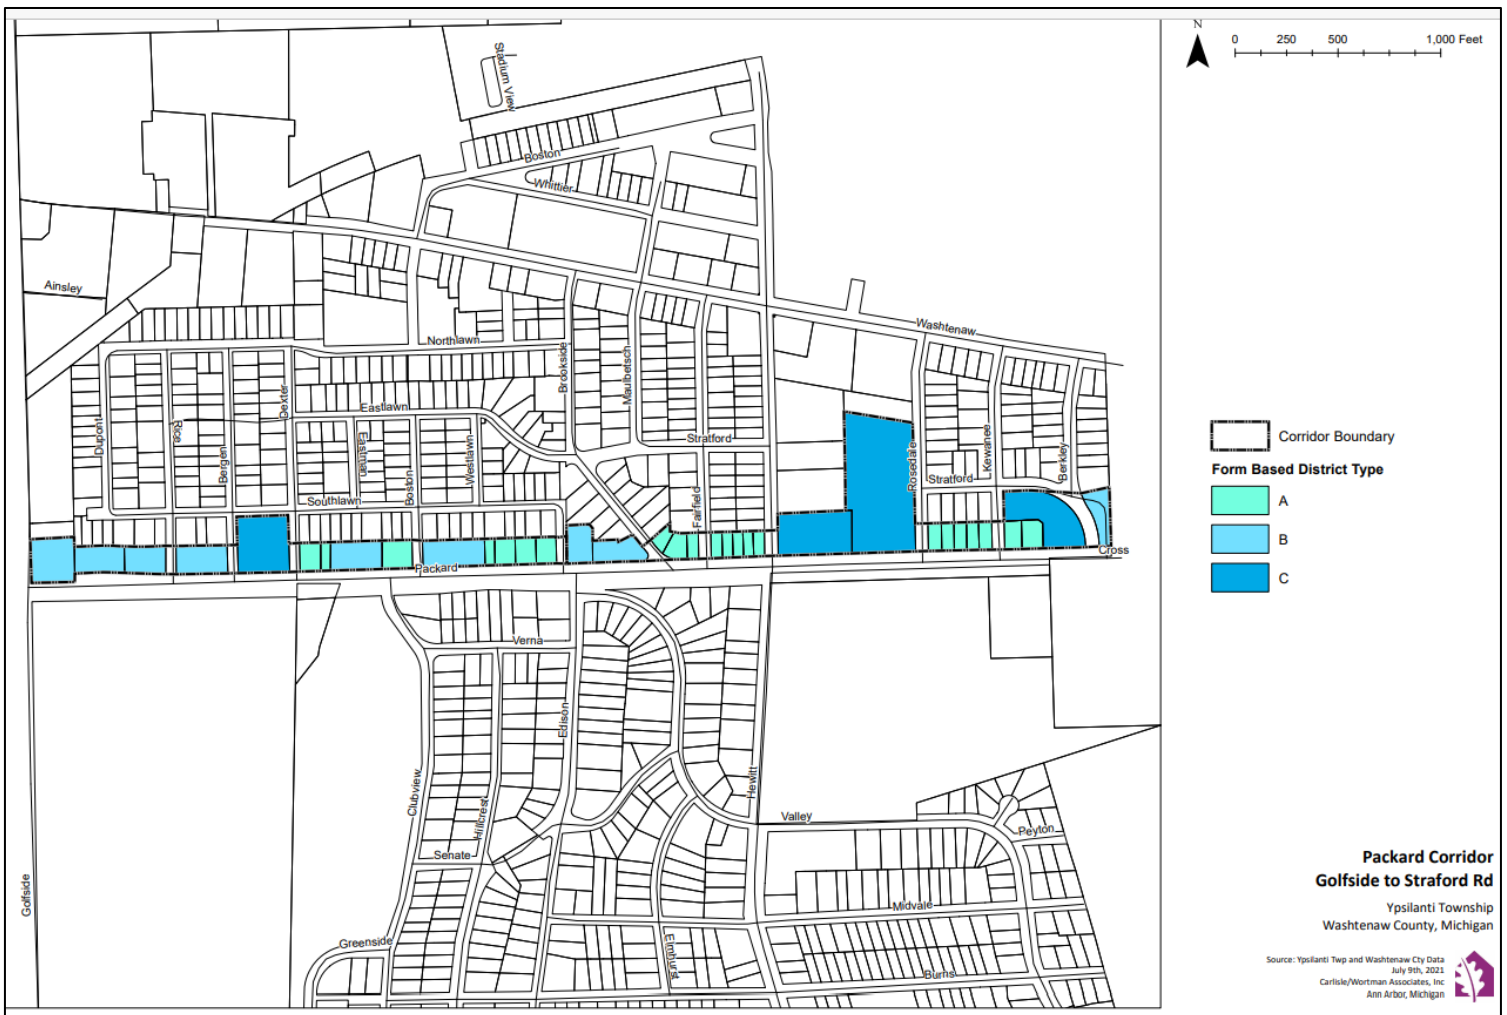 N
0 250 500 1,000 Feet
Stadium View
Boston
Whittier
Ainsley
Washtenaw
Northlawn
Brookside
Maulbetsch
Dexter
Eastlawn
Dupont
Rice
Bergen
Eastman
Boston
Westlawn
Stratford
Fairfield
Rosedale
Kewanee
Berkley
Stratford
Southlawn
Packard
Cross
Corridor Boundary
Form Based District Type
A
B
C
Verna
Edison
Clubview
Hillcrest
Hewitt
Valley
Peyton
Senate
Golfside
Midvale
Greenside
Elmhurst
Burns
Packard Corridor
Golfside to Straford Rd
Ypsilanti Township
Washtenaw County, Michigan
Source: Ypsilanti Twp and Washtenaw Cty Data
July 9th, 2021
Carlisle/Wortman Associates, Inc
Ann Arbor, Michigan